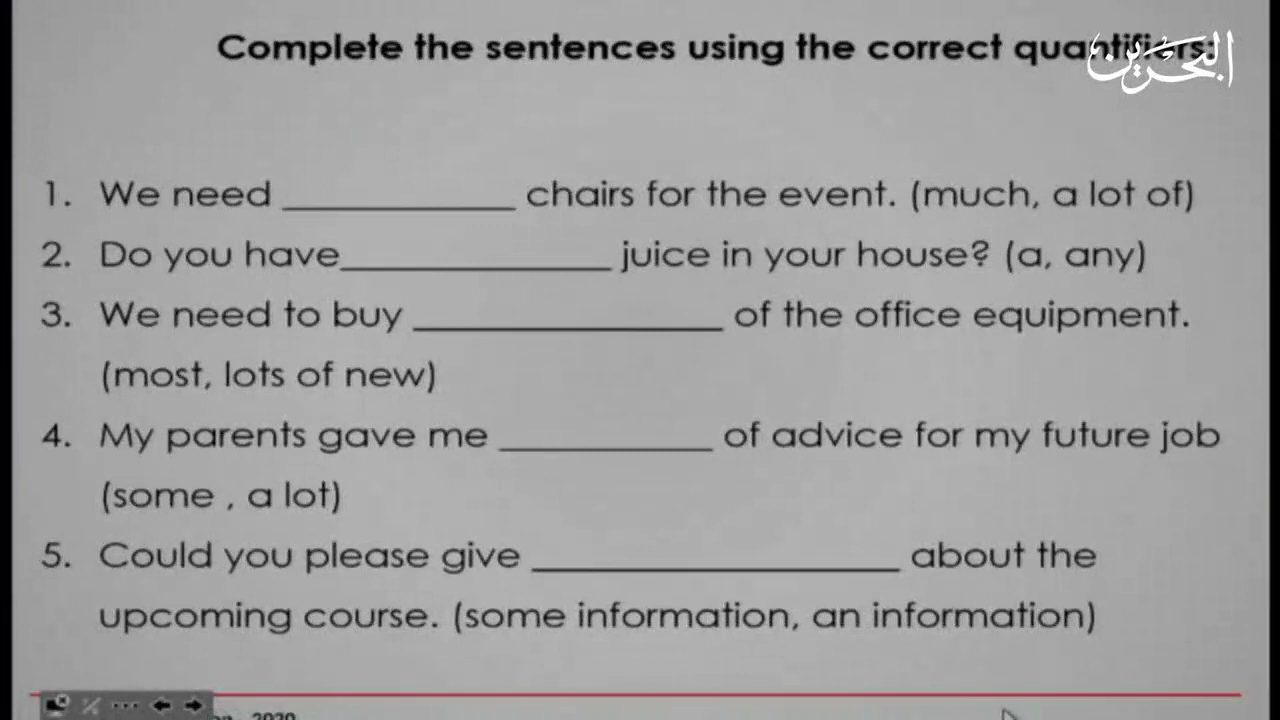 Complete the sentences using the correct quantifiers:
البحرين
1. We need ____________ chairs for the event. (much, a lot of)
2. Do you have______________ juice in your house? (a, any)
3. We need to buy ________________ of the office equipment.
(most, lots of new)
4. My parents gave me ___________ of advice for my future job
(some , a lot)
5. Could you please give ___________________ about the
upcoming course. (some information, an information)
2020